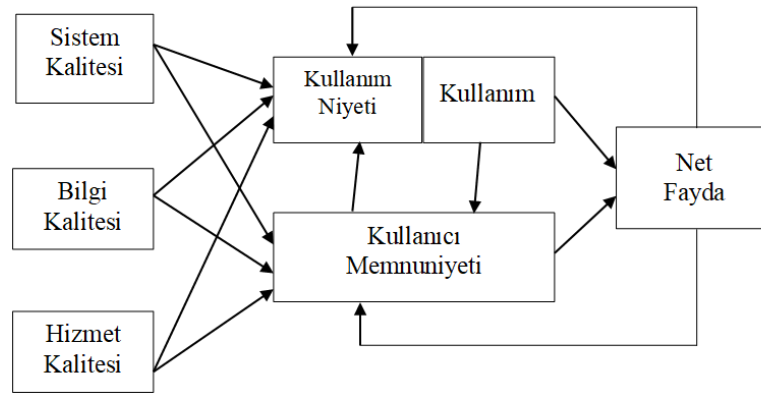 Sistem
Kalitesi
Kullanım
Niyeti
Kullanım
Bilgi
Kalitesi
Net
Fayda
Kullanıcı
Memnuniyeti
Hizmet
Kalitesi